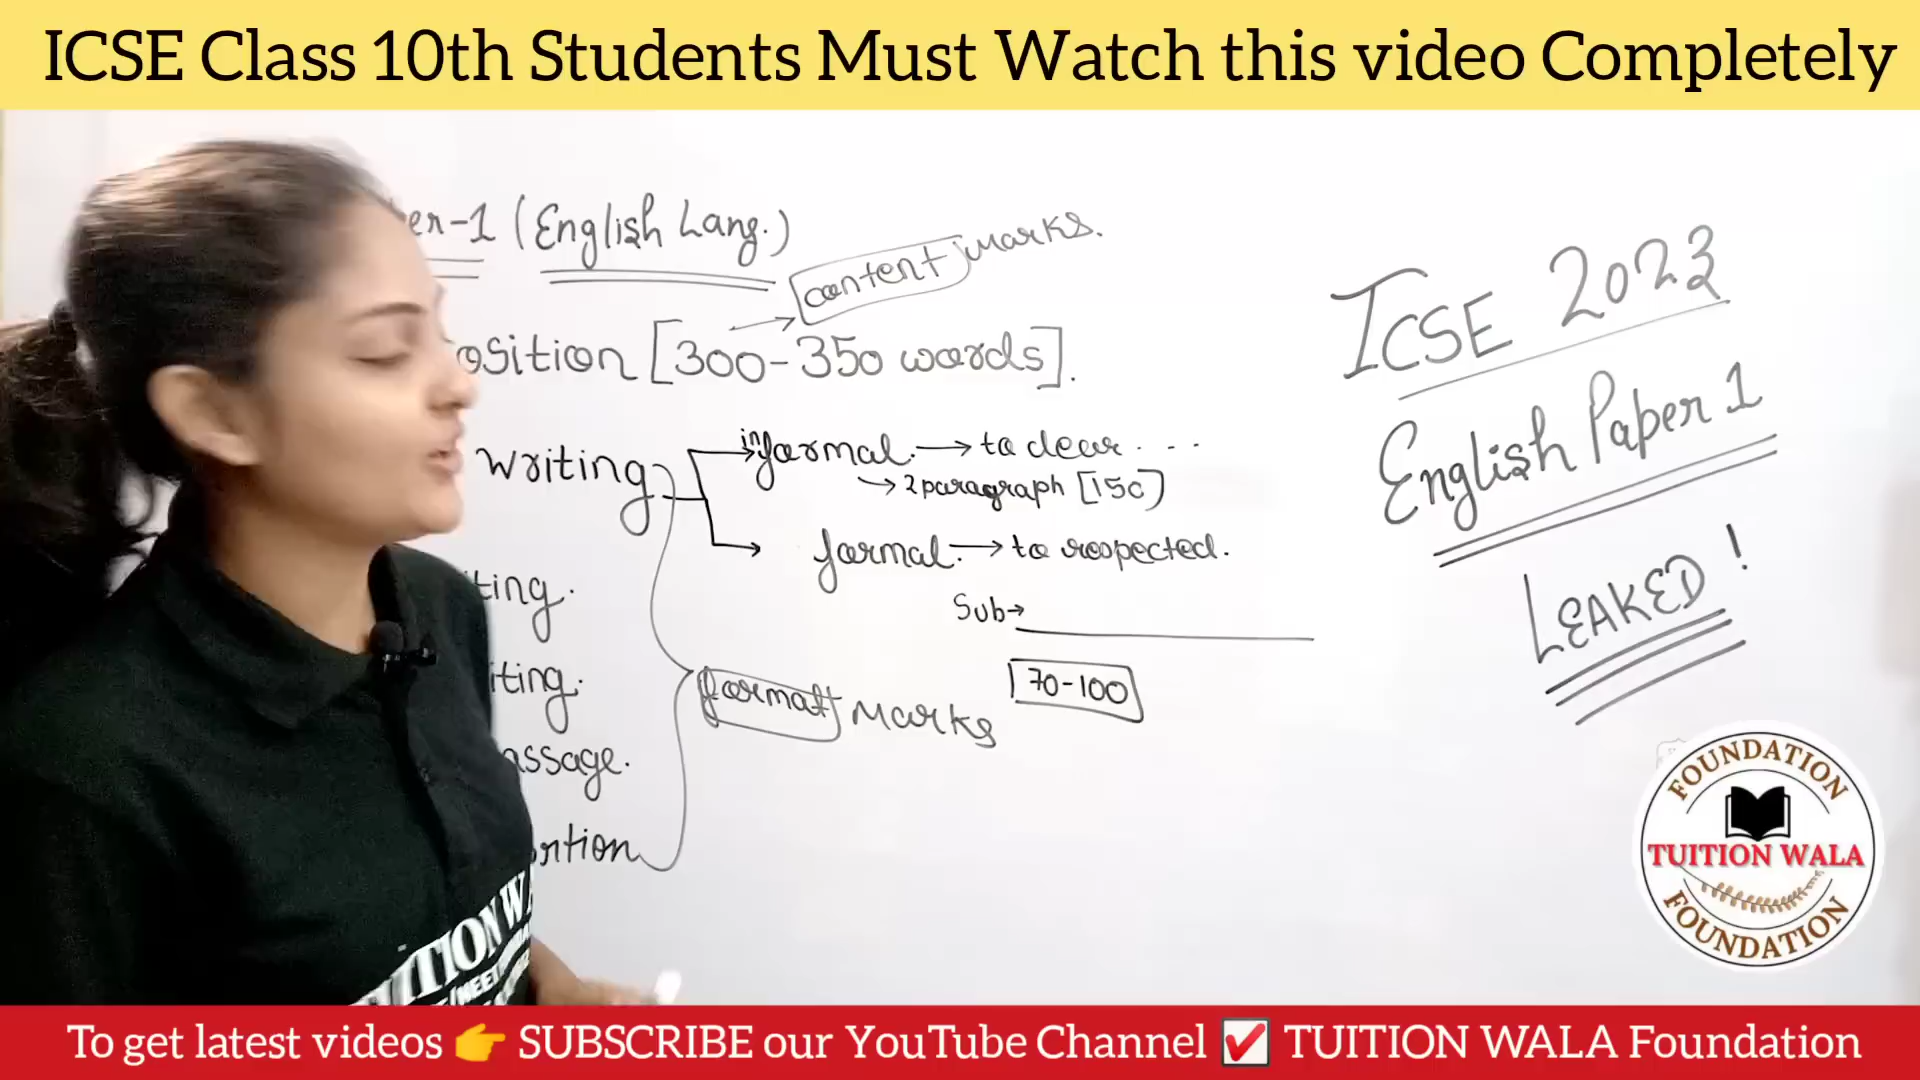 ICSE Class 10th Students Must Watch this video Completely
er-1 (English Lang.)
content marks.
osition [300-350 words].
writing
informal. → to dear . . .
→ 2 paragraph [150]
formal. → to respected.
Sub→
70-100
ting.
iting.
format marks
assage.
ortion
ICSE 2023
English Paper 1
LEAKED!
FOUNDATION
TUITION WALA
FOUNDATION
TUITION W
To get latest videos 👉 SUBSCRIBE our YouTube Channel ☑ TUITION WALA Foundation